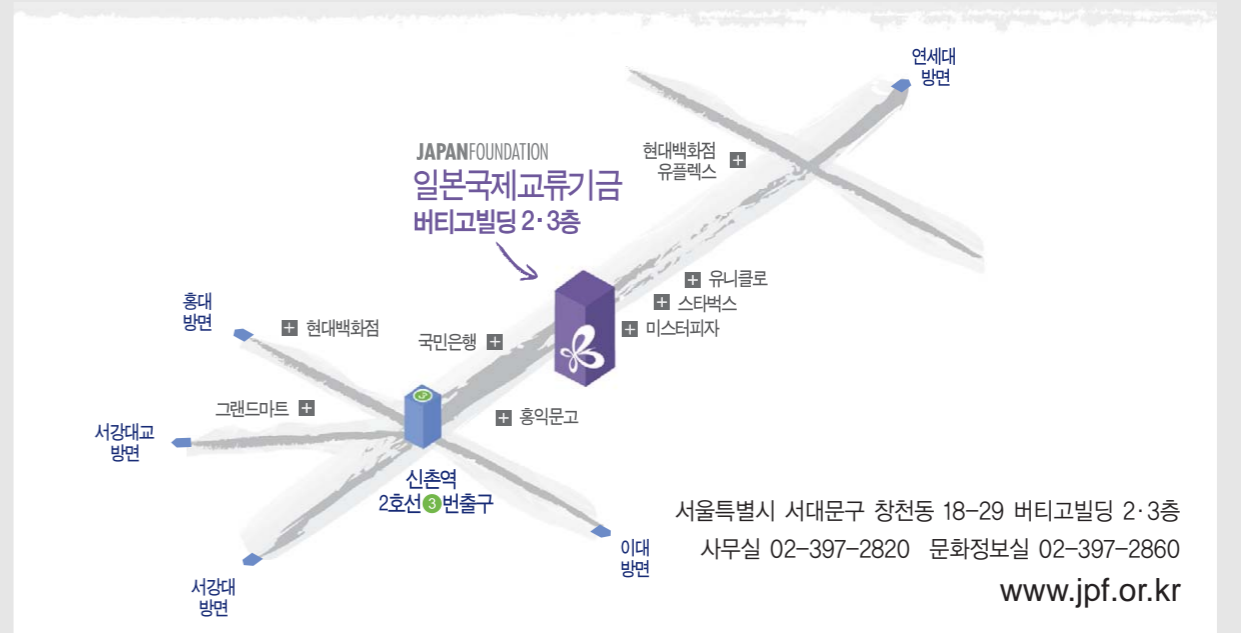 연세대
방면
JAPANFOUNDATION
일본국제교류기금
버티고빌딩 2·3층
현대백화점
유플렉스
유니클로
스타벅스
미스터피자
홍대
방면
현대백화점
국민은행
그랜드마트
홍익문고
서강대교
방면
3
신촌역
2호선 3 번출구
이대
방면
서강대
방면
서울특별시 서대문구 창천동 18-29 버티고빌딩 2·3층
사무실 02-397-2820 문화정보실 02-397-2860
www.jpf.or.kr